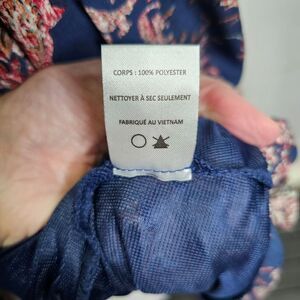 CORPS : 100% POLYESTER
NETTOYER À SEC SEULEMENT
FABRIQUÉ AU VIETNAM